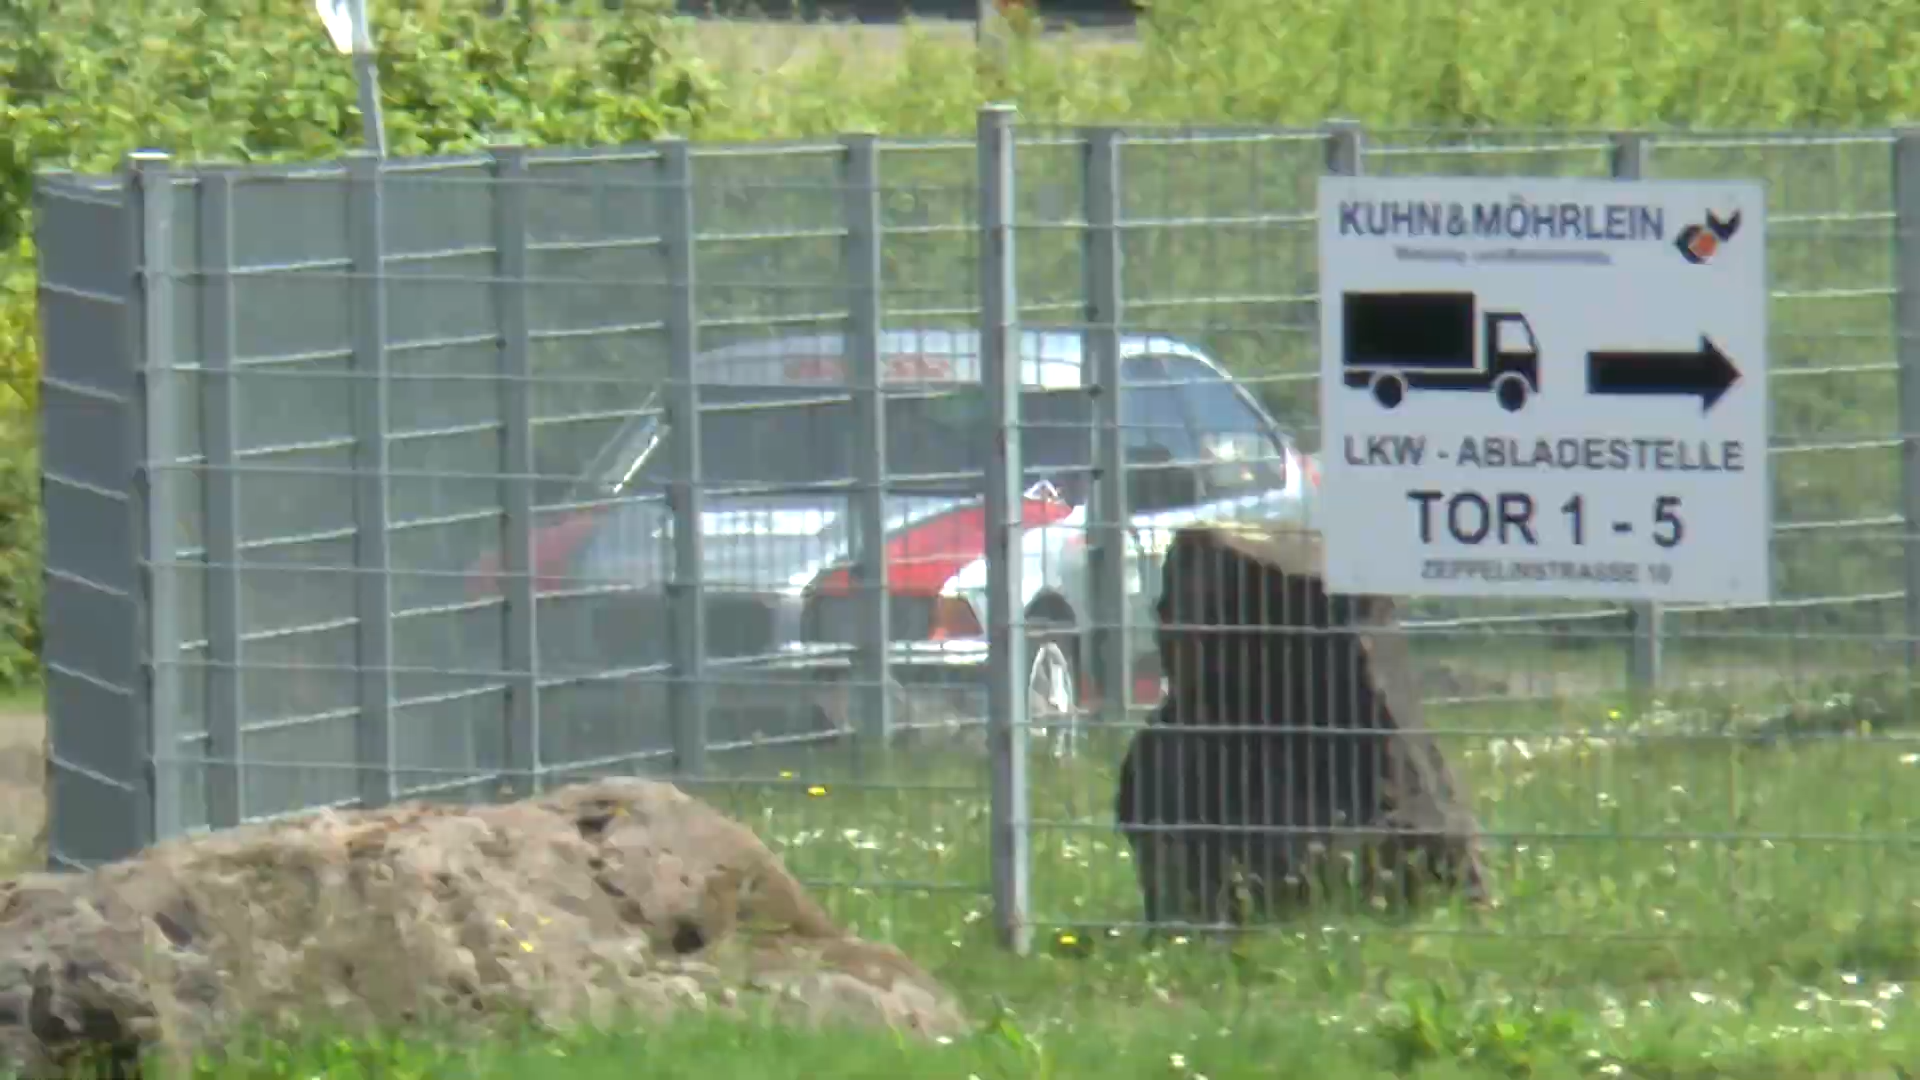 KUHN&MÖHRLEIN
LKW - ABLADESTELLE
TOR 1 - 5
ZEPPELINSTRASSE 10